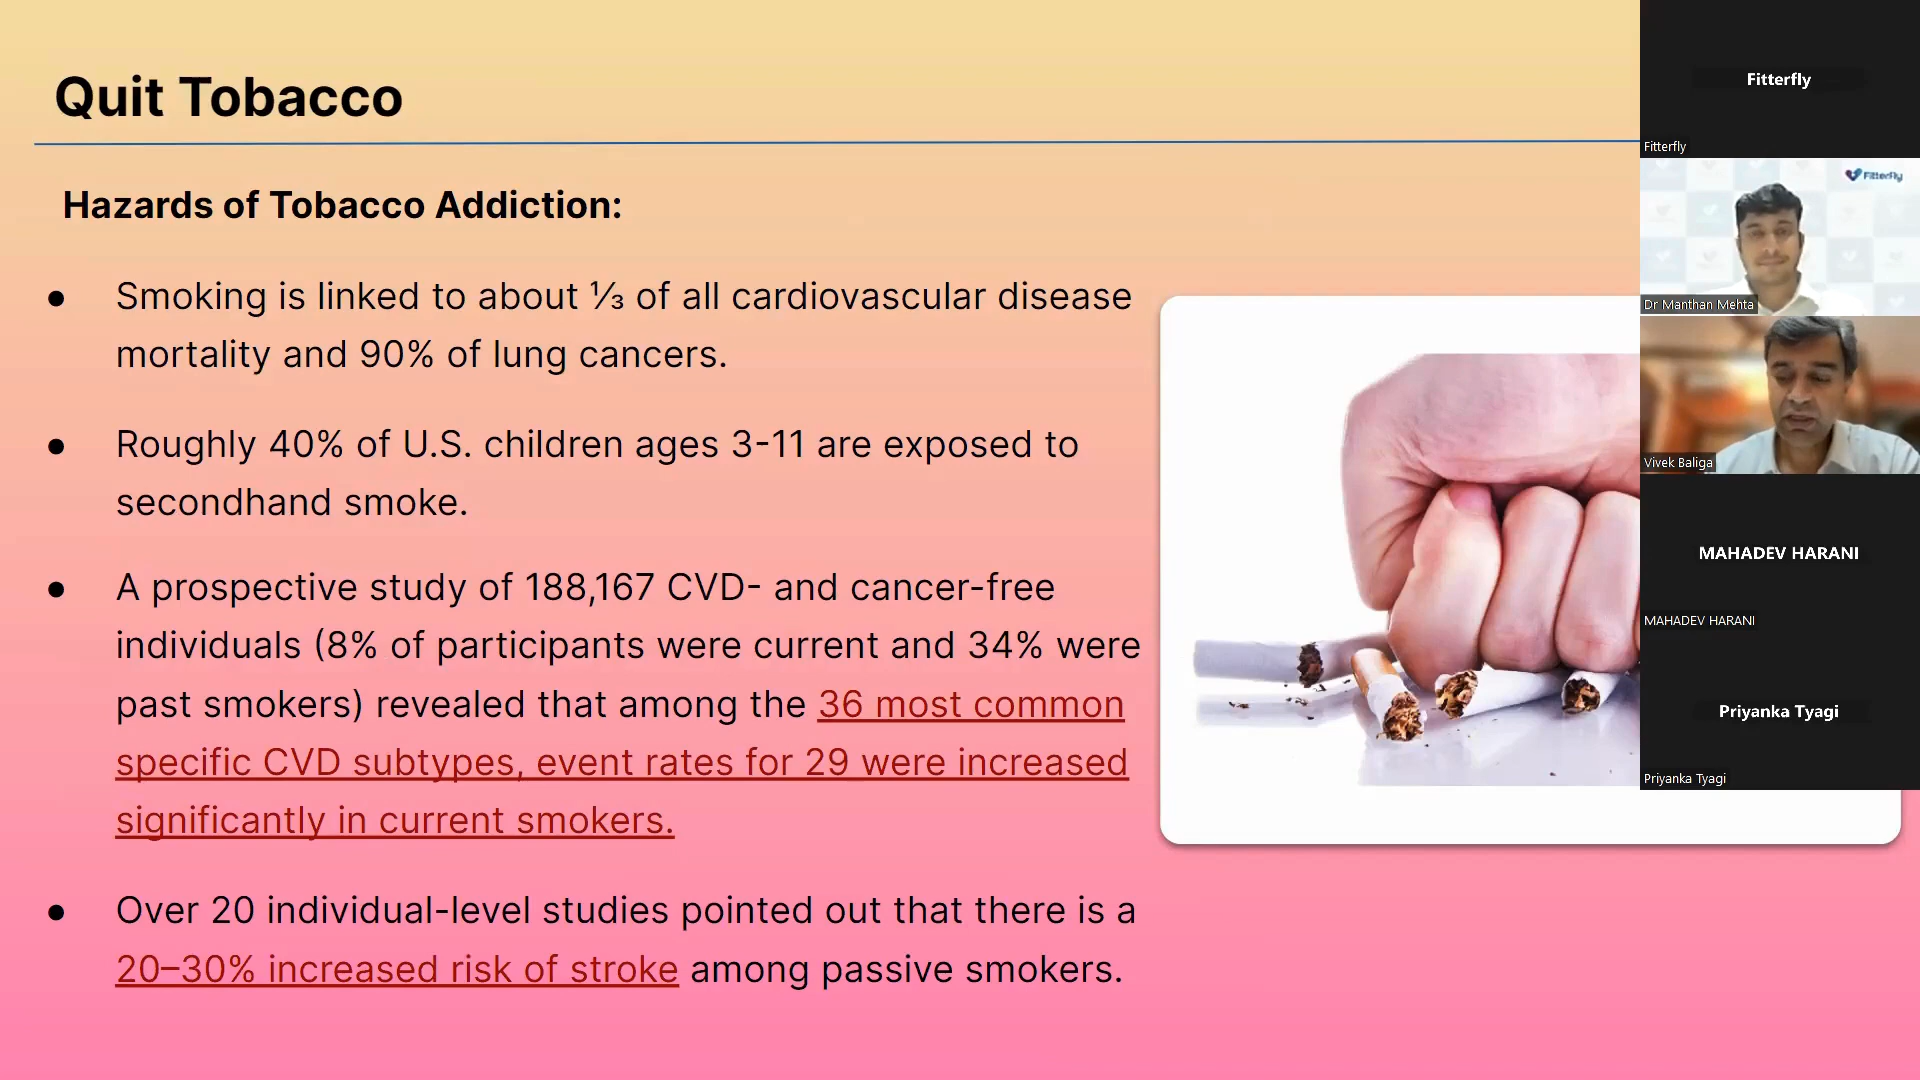 Quit Tobacco
Hazards of Tobacco Addiction:
● Smoking is linked to about ⅓ of all cardiovascular disease
mortality and 90% of lung cancers.
● Roughly 40% of U.S. children ages 3-11 are exposed to
secondhand smoke.
● A prospective study of 188,167 CVD- and cancer-free
individuals (8% of participants were current and 34% were
past smokers) revealed that among the 36 most common
specific CVD subtypes, event rates for 29 were increased
significantly in current smokers.
● Over 20 individual-level studies pointed out that there is a
20–30% increased risk of stroke among passive smokers.
Fitterfly
Fitterfly
Fitterfly
Dr Manthan Mehta
Vivek Baliga
MAHADEV HARANI
MAHADEV HARANI
Priyanka Tyagi
Priyanka Tyagi